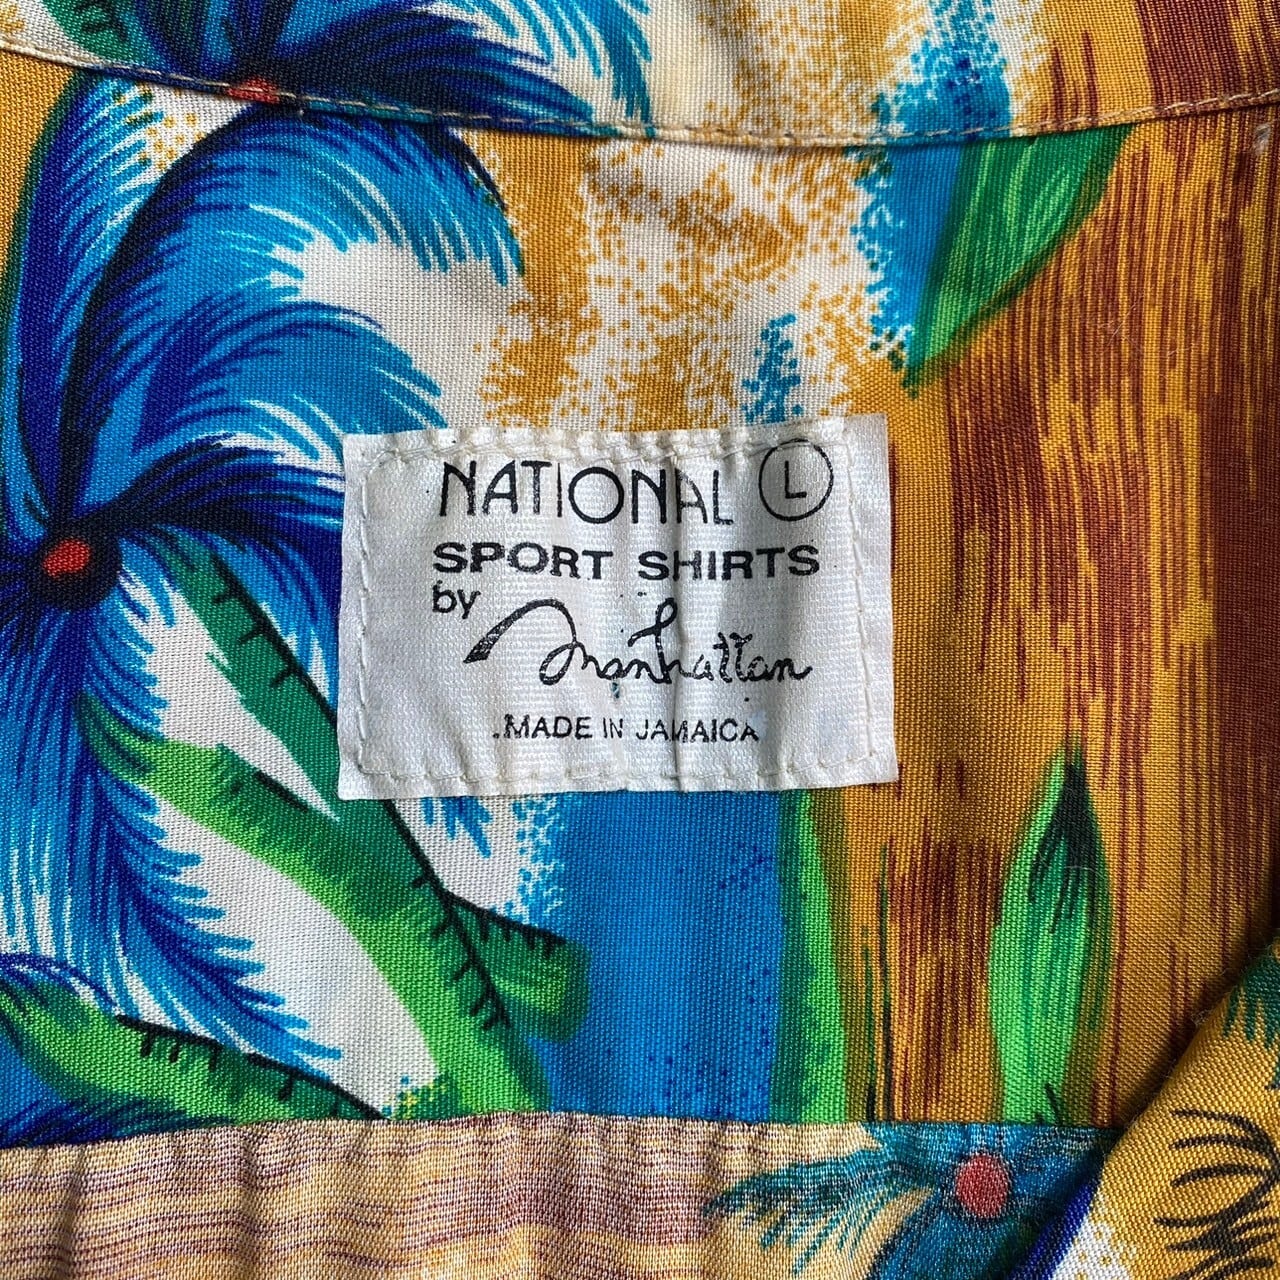 NATIONAL L
SPORT SHIRTS
by Manhattan
.MADE IN JAMAICA